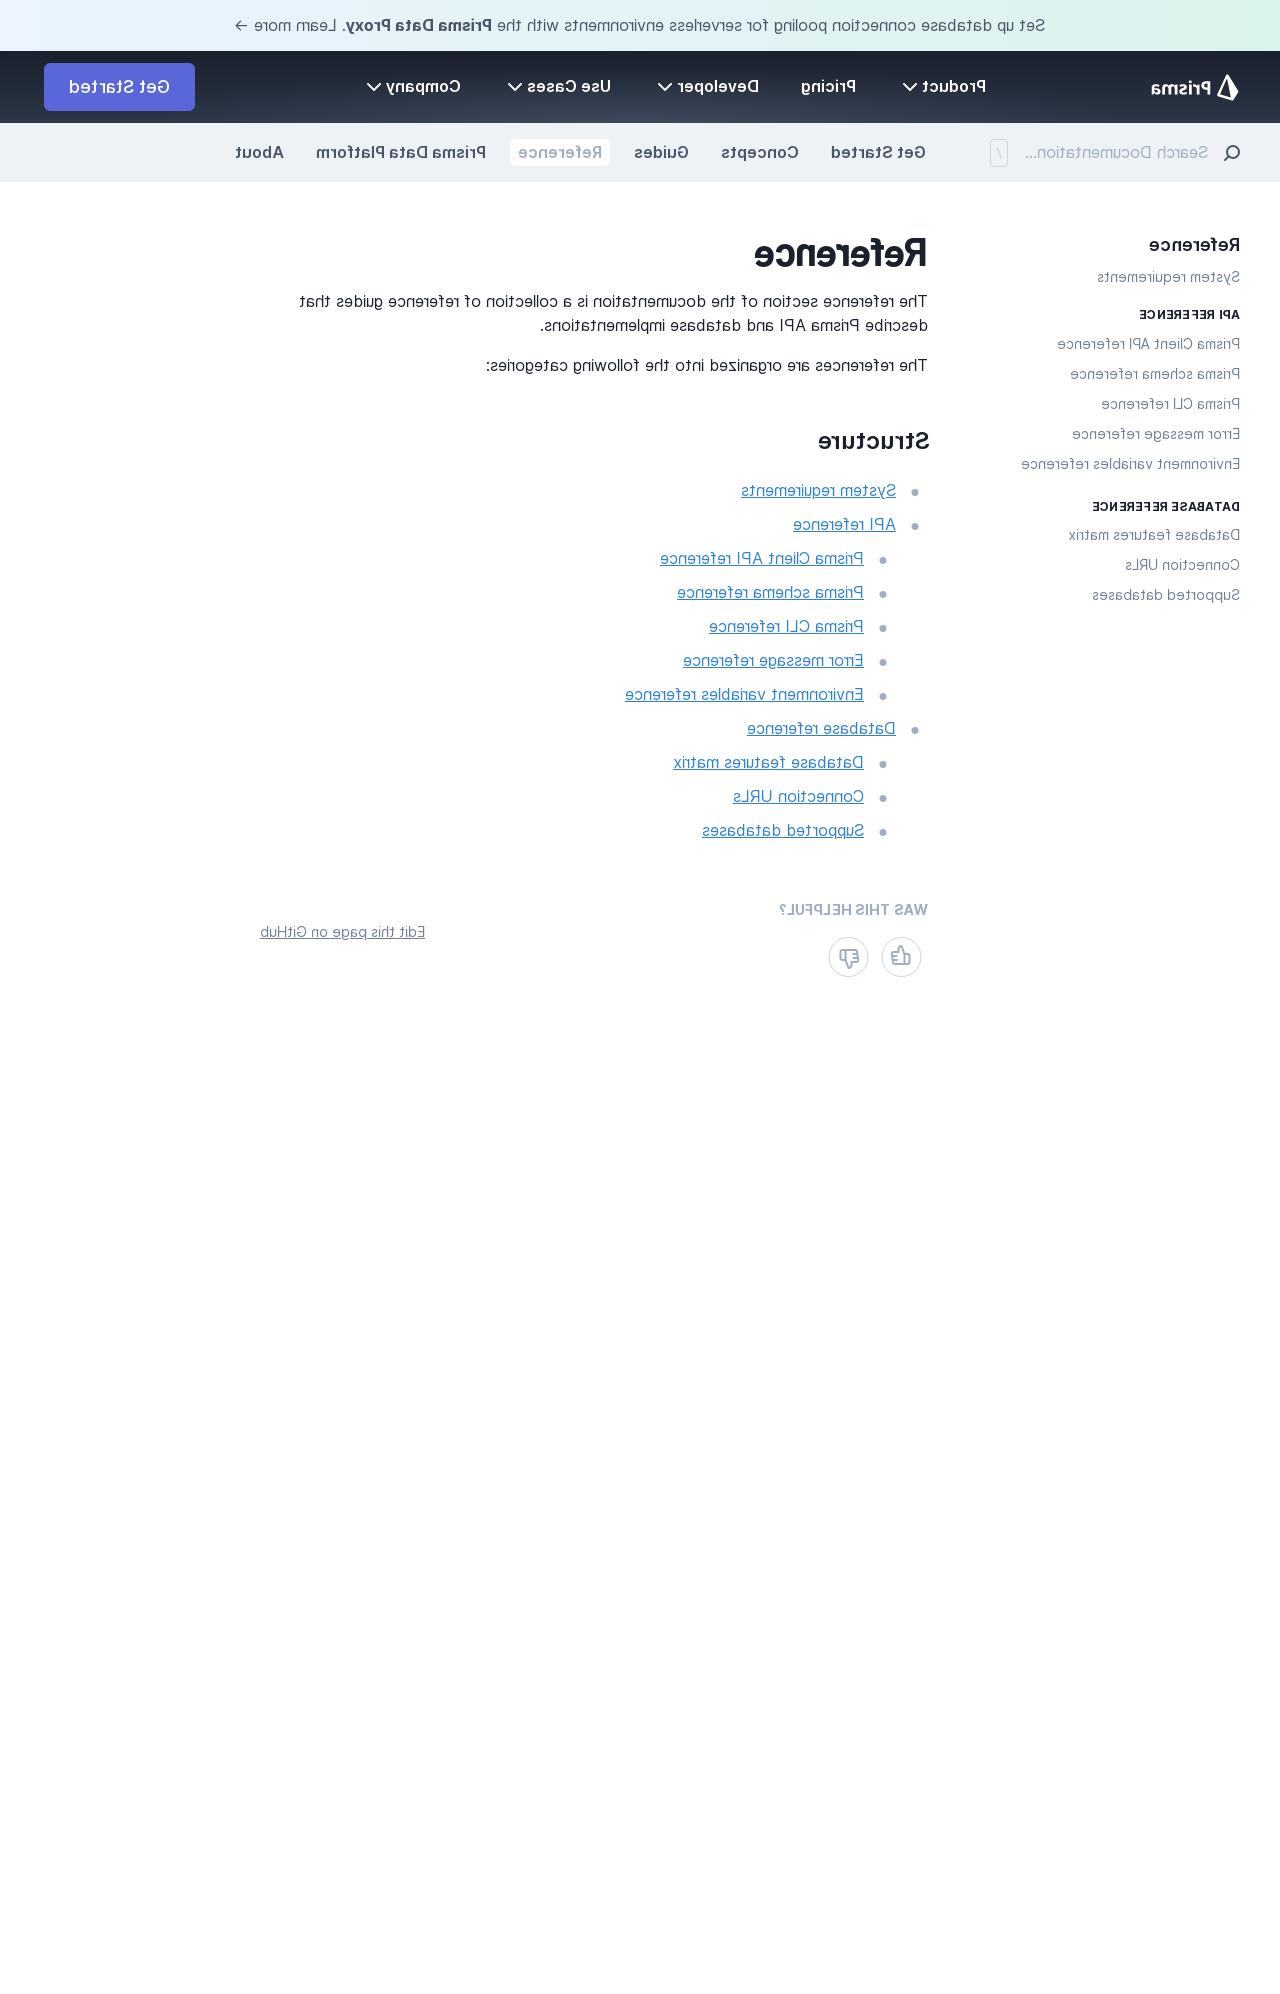 Set up database connection pooling for serverless environments with the Prisma Data Proxy. Learn more →
Prisma
Product
Pricing
Developer
Use Cases
Company
Get Started
Search Documentation...
/
Get Started
Concepts
Guides
Reference
Prisma Data Platform
About
Reference
System requirements
API REFERENCE
Prisma Client API reference
Prisma schema reference
Prisma CLI reference
Error message reference
Environment variables reference
DATABASE REFERENCE
Database features matrix
Connection URLs
Supported databases
Reference
The reference section of the documentation is a collection of reference guides that
describe Prisma API and database implementations.
The references are organized into the following categories:
Structure
System requirements
API reference
Prisma Client API reference
Prisma schema reference
Prisma CLI reference
Error message reference
Environment variables reference
Database reference
Database features matrix
Connection URLs
Supported databases
WAS THIS HELPFUL?
Edit this page on GitHub